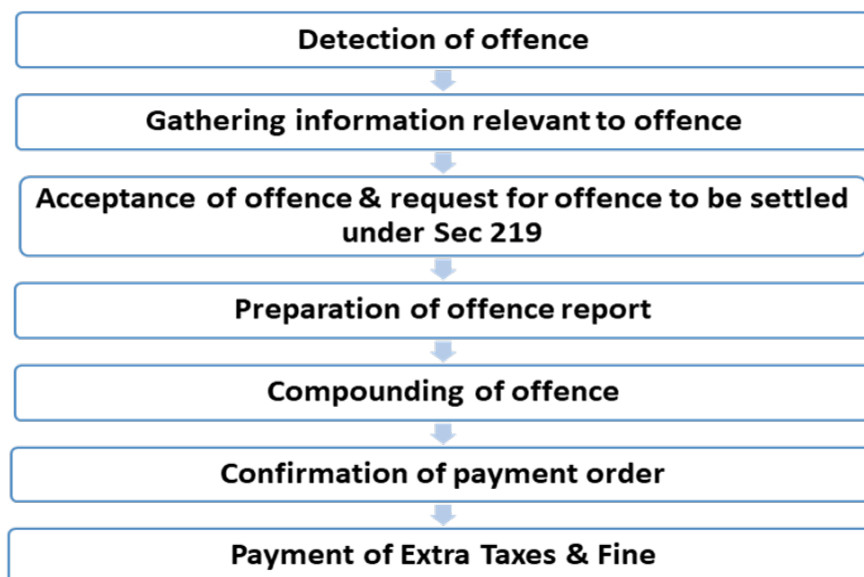 Detection of offence
Gathering information relevant to offence
Acceptance of offence & request for offence to be settled
under Sec 219
Preparation of offence report
Compounding of offence
Confirmation of payment order
Payment of Extra Taxes & Fine